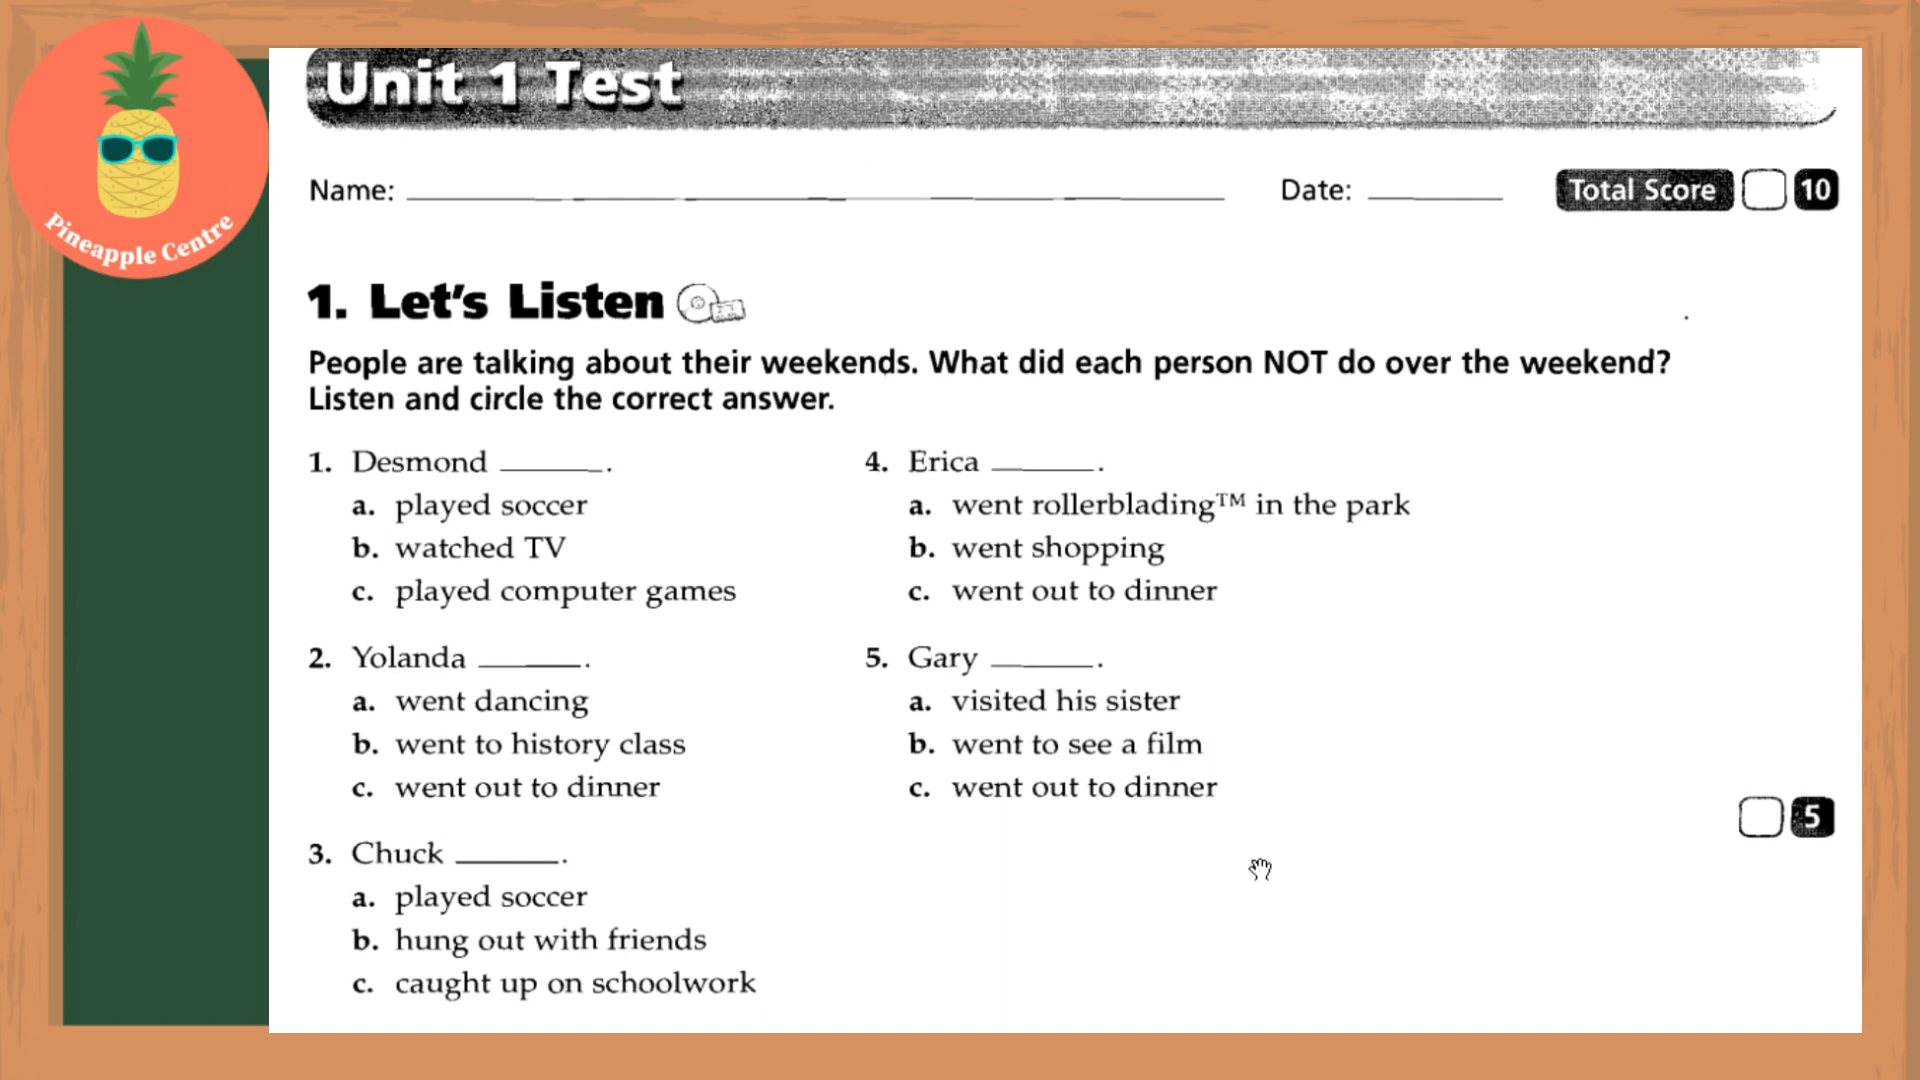 Pineapple Centre
Unit 1 Test
Name: Date: Total Score 10
1. Let's Listen
People are talking about their weekends. What did each person NOT do over the weekend?
Listen and circle the correct answer.
1. Desmond ______.
a. played soccer
b. watched TV
c. played computer games
2. Yolanda ______.
a. went dancing
b. went to history class
c. went out to dinner
3. Chuck ______.
a. played soccer
b. hung out with friends
c. caught up on schoolwork
4. Erica ______.
a. went rollerblading™ in the park
b. went shopping
c. went out to dinner
5. Gary ______.
a. visited his sister
b. went to see a film
c. went out to dinner
5